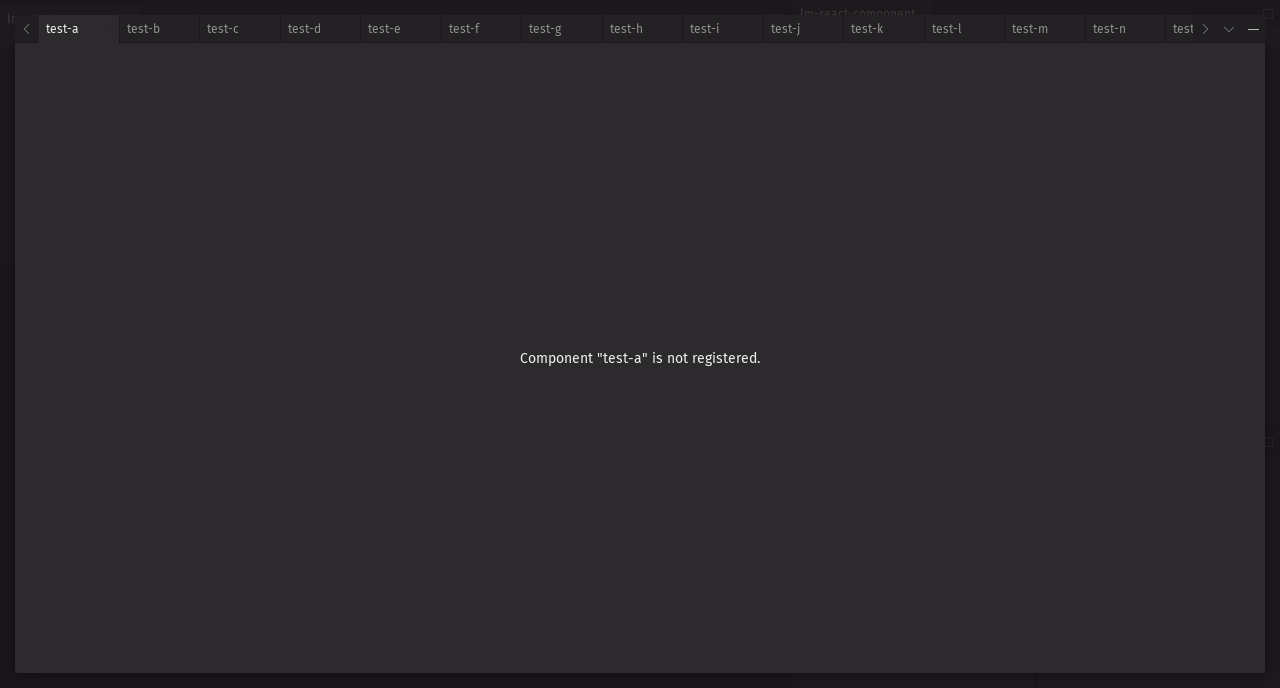 lm-react-component
test-a
test-b
test-c
test-d
test-e
test-f
test-g
test-h
test-i
test-j
test-k
test-l
test-m
test-n
test
Component "test-a" is not registered.